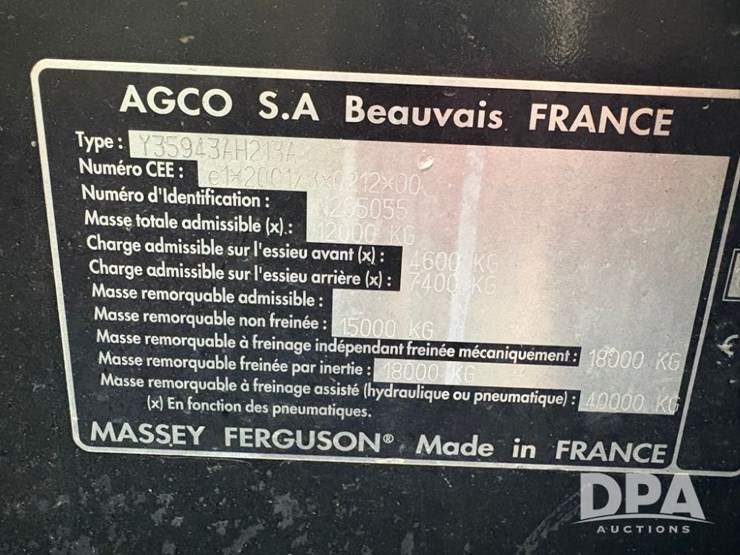 AGCO S.A Beauvais FRANCE
Type : Y35943AH213A
Numéro CEE :
Numéro d'Identification : N265055
Masse totale admissible (x) : 12000 KG
Charge admissible sur l'essieu avant (x) : 4600 KG
Charge admissible sur l'essieu arrière (x) : 7400 KG
Masse remorquable admissible :
Masse remorquable non freinée : 15000 KG
Masse remorquable à freinage indépendant freinée mécaniquement : 18000 KG
Masse remorquable freinée par inertie : 18000 KG
Masse remorquable à freinage assisté (hydraulique ou pneumatique) : 40000 KG
(x) En fonction des pneumatiques.
MASSEY FERGUSON® Made in FRANCE
DPA
AUCTIONS